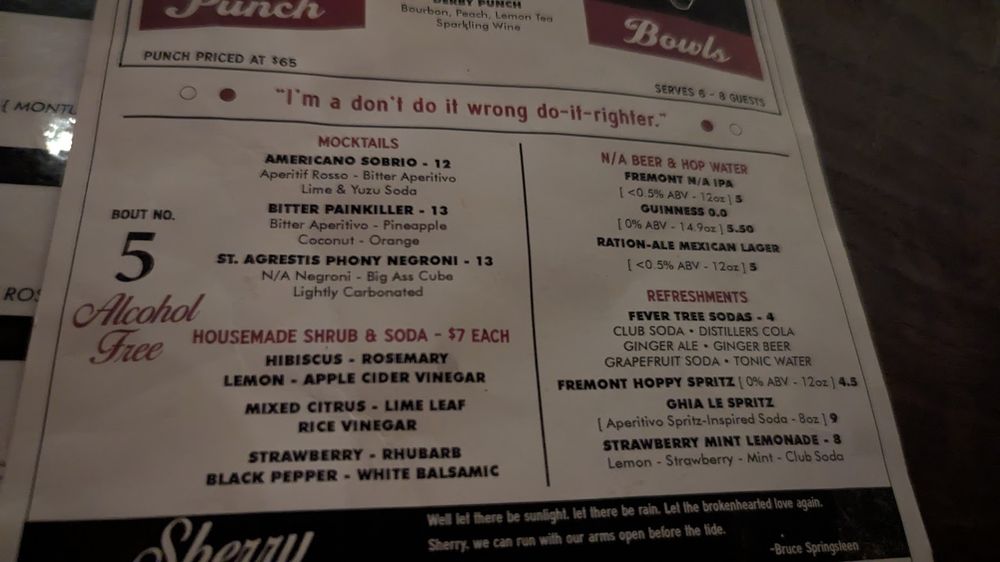 Punch
DERBY PUNCH
Bourbon, Peach, Lemon Tea
Sparkling Wine
Bowls
PUNCH PRICED AT $65
SERVES 6 - 8 GUESTS
"I'm a don't do it wrong do-it-righter."
MOCKTAILS
AMERICANO SOBRIO - 12
Aperitif Rosso - Bitter Aperitivo
Lime & Yuzu Soda
BITTER PAINKILLER - 13
Bitter Aperitivo - Pineapple
Coconut - Orange
ST. AGRESTIS PHONY NEGRONI - 13
N/A Negroni - Big Ass Cube
Lightly Carbonated
BOUT NO.
5
Alcohol
Free
HOUSEMADE SHRUB & SODA - $7 EACH
HIBISCUS - ROSEMARY
LEMON - APPLE CIDER VINEGAR
MIXED CITRUS - LIME LEAF
RICE VINEGAR
STRAWBERRY - RHUBARB
BLACK PEPPER - WHITE BALSAMIC
N/A BEER & HOP WATER
FREMONT N/A IPA
[ <0.5% ABV - 12oz ] 5
GUINNESS 0.0
[ 0% ABV - 14.9oz ] 5.50
RATION-ALE MEXICAN LAGER
[ <0.5% ABV - 12oz ] 5
REFRESHMENTS
FEVER TREE SODAS - 4
CLUB SODA • DISTILLERS COLA
GINGER ALE • GINGER BEER
GRAPEFRUIT SODA • TONIC WATER
FREMONT HOPPY SPRITZ [ 0% ABV - 12oz ] 4.5
GHIA LE SPRITZ
[ Aperitivo Spritz-Inspired Soda - 8oz ] 9
STRAWBERRY MINT LEMONADE - 8
Lemon - Strawberry - Mint - Club Soda
Sherry
Well let there be sunlight, let there be rain. Let the brokenhearted love again.
Sherry, we can run with our arms open before the tide.
-Bruce Springsteen